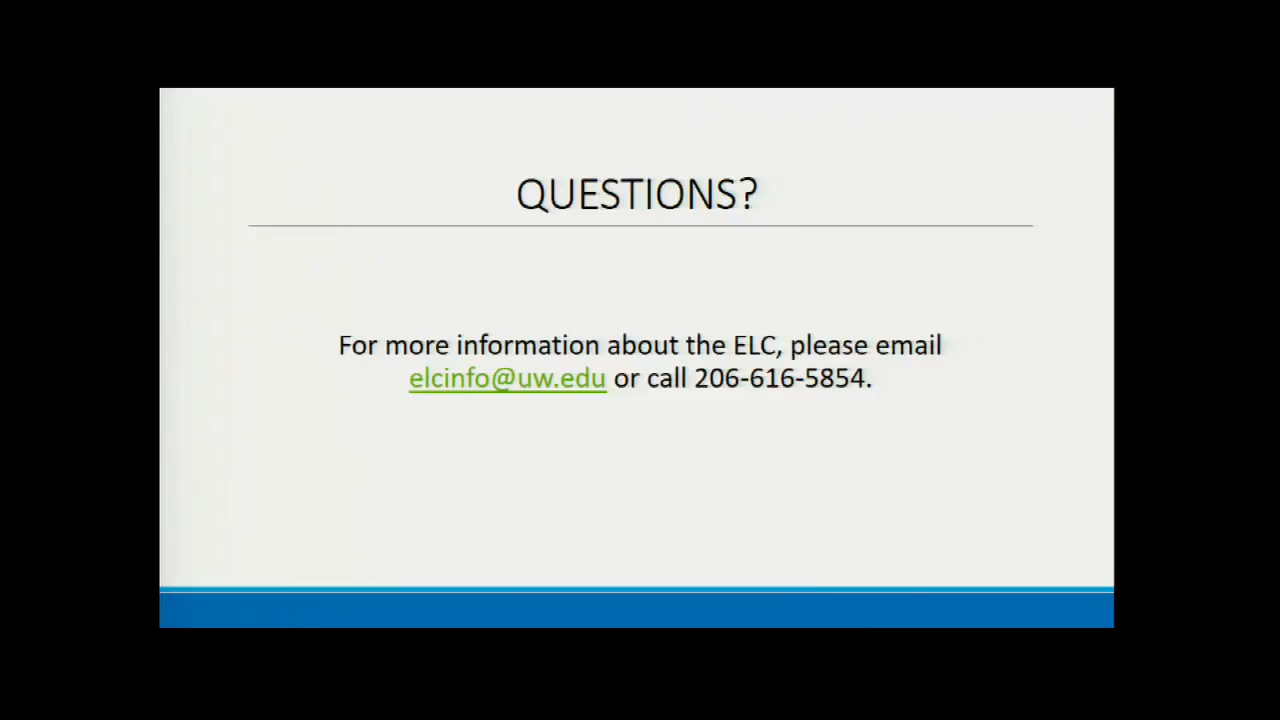 QUESTIONS?
For more information about the ELC, please email
elcinfo@uw.edu or call 206-616-5854.